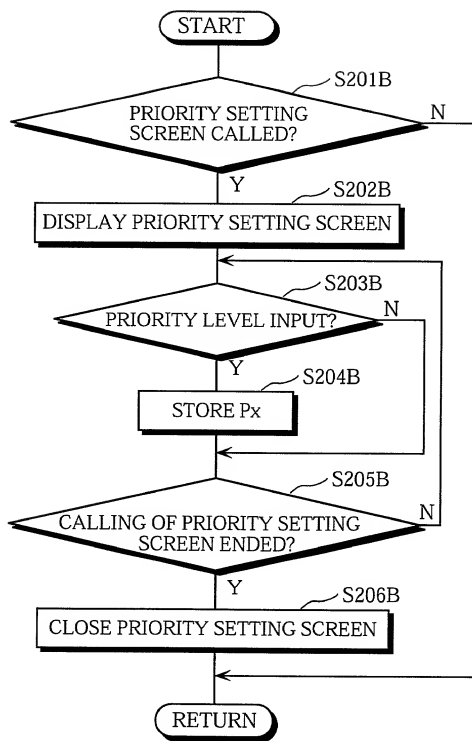 START
S201B
PRIORITY SETTING
SCREEN CALLED?
N
Y
S202B
DISPLAY PRIORITY SETTING SCREEN
S203B
PRIORITY LEVEL INPUT?
N
Y
S204B
STORE Px
S205B
CALLING OF PRIORITY SETTING
SCREEN ENDED?
N
Y
S206B
CLOSE PRIORITY SETTING SCREEN
RETURN